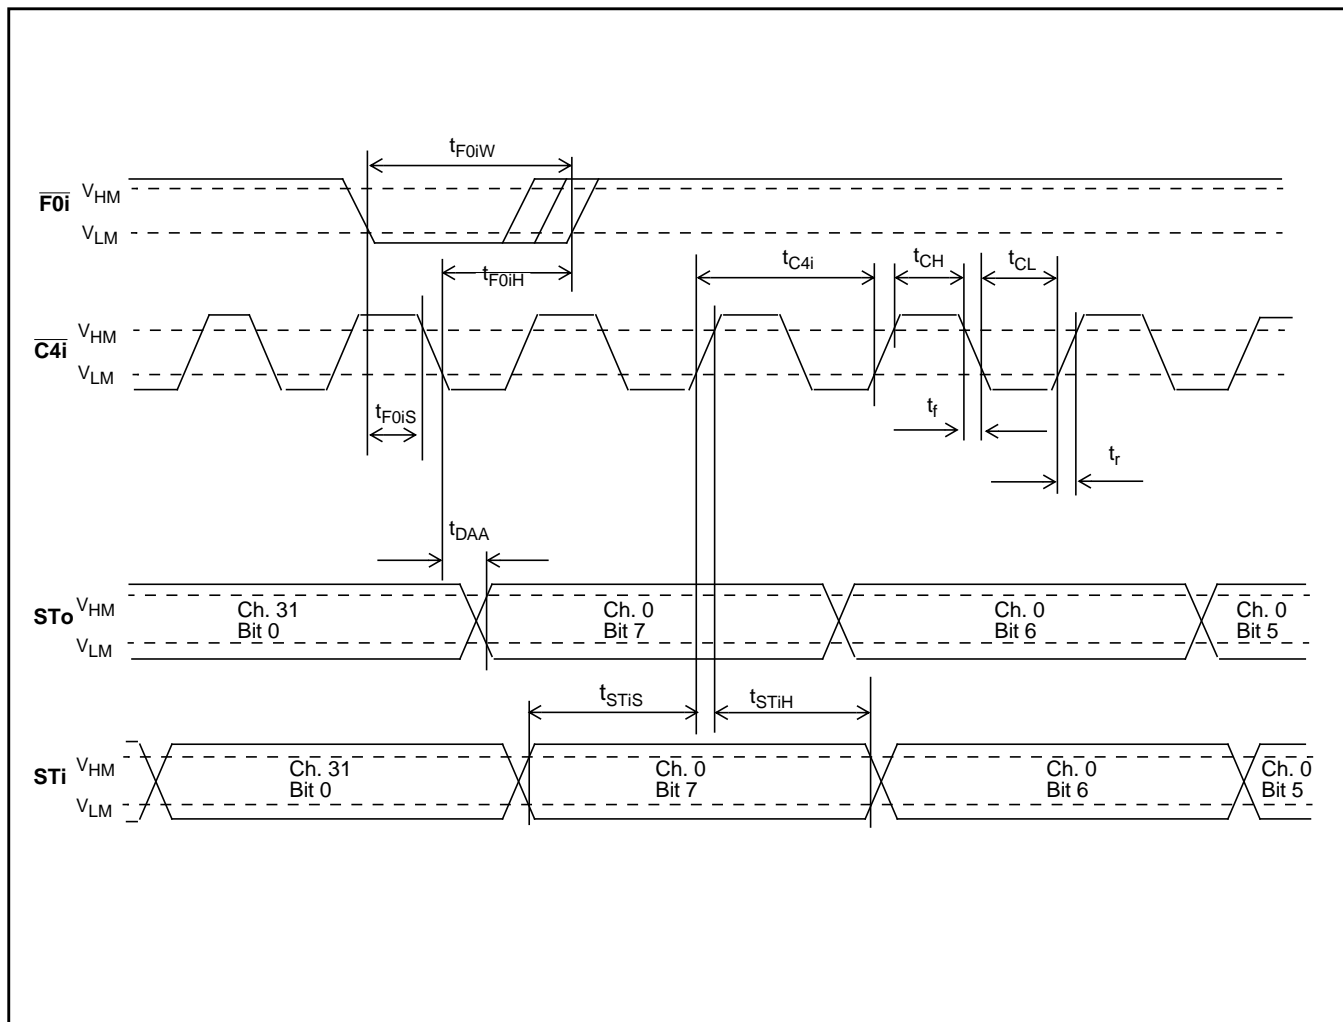 tF0iW
F0i
VHM
VLM
tF0iH
tC4i
tCH
tCL
C4i
VHM
VLM
tF0iS
tf
tr
tDAA
STo
VHM
VLM
Ch. 31
Bit 0
Ch. 0
Bit 7
Ch. 0
Bit 6
Ch. 0
Bit 5
tSTiS
tSTiH
STi
VHM
VLM
Ch. 31
Bit 0
Ch. 0
Bit 7
Ch. 0
Bit 6
Ch. 0
Bit 5